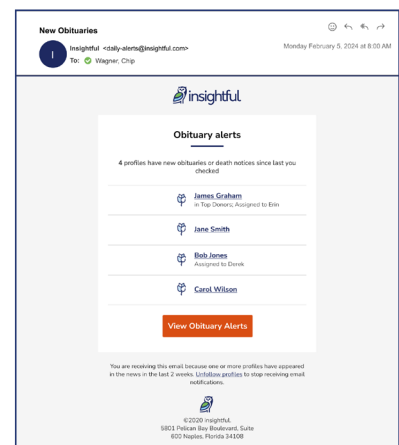 New Obituaries
Insightful <daily-alerts@insightful.com>
Monday February 5, 2024 at 8:00 AM
I
To: Wagner, Chip
insightful
Obituary alerts
4 profiles have new obituaries or death notices since last you
checked
James Graham
in Top Donors; Assigned to Erin
Jane Smith
Bob Jones
Assigned to Derek
Carol Wilson
View Obituary Alerts
You are receiving this email because one or more profiles have appeared
in the news in the last 2 weeks. Unfollow profiles to stop receiving email
notifications.
©2020 insightful.
5801 Pelican Bay Boulevard, Suite
600 Naples, Florida 34108